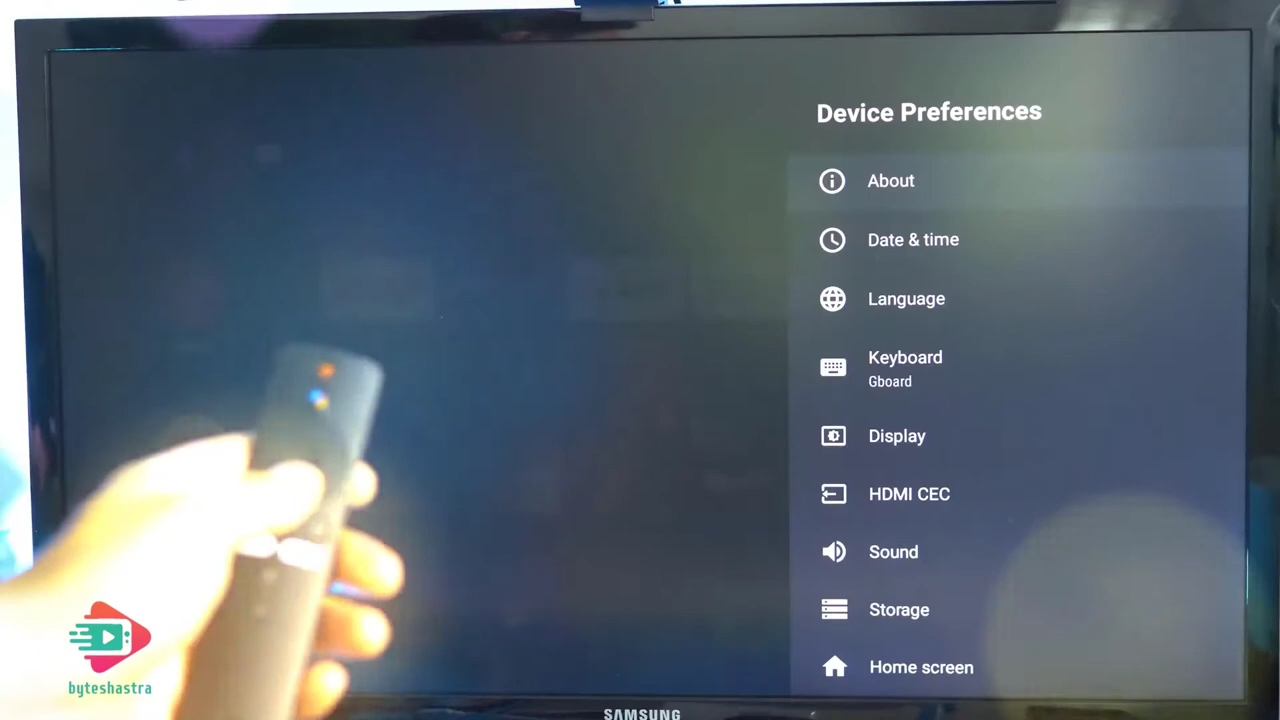 Device Preferences
About
Date & time
Language
Keyboard
Gboard
Display
HDMI CEC
Sound
Storage
Home screen
byteshastra
SAMSUNG